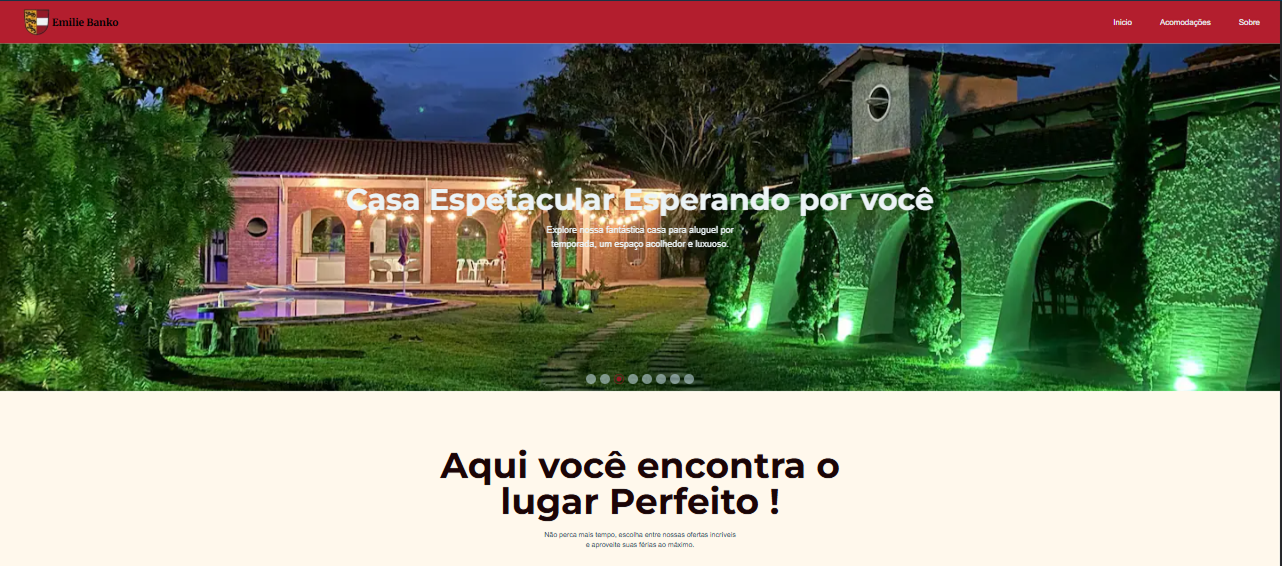 Emilie Banko
Inicio Acomodações Sobre
Casa Espetacular Esperando por você
Explore nossa fantástica casa para aluguel por
temporada, um espaço acolhedor e luxuoso.
Aqui você encontra o
lugar Perfeito !
Não perca mais tempo, escolha entre nossas ofertas incríveis
e aproveite suas férias ao máximo.